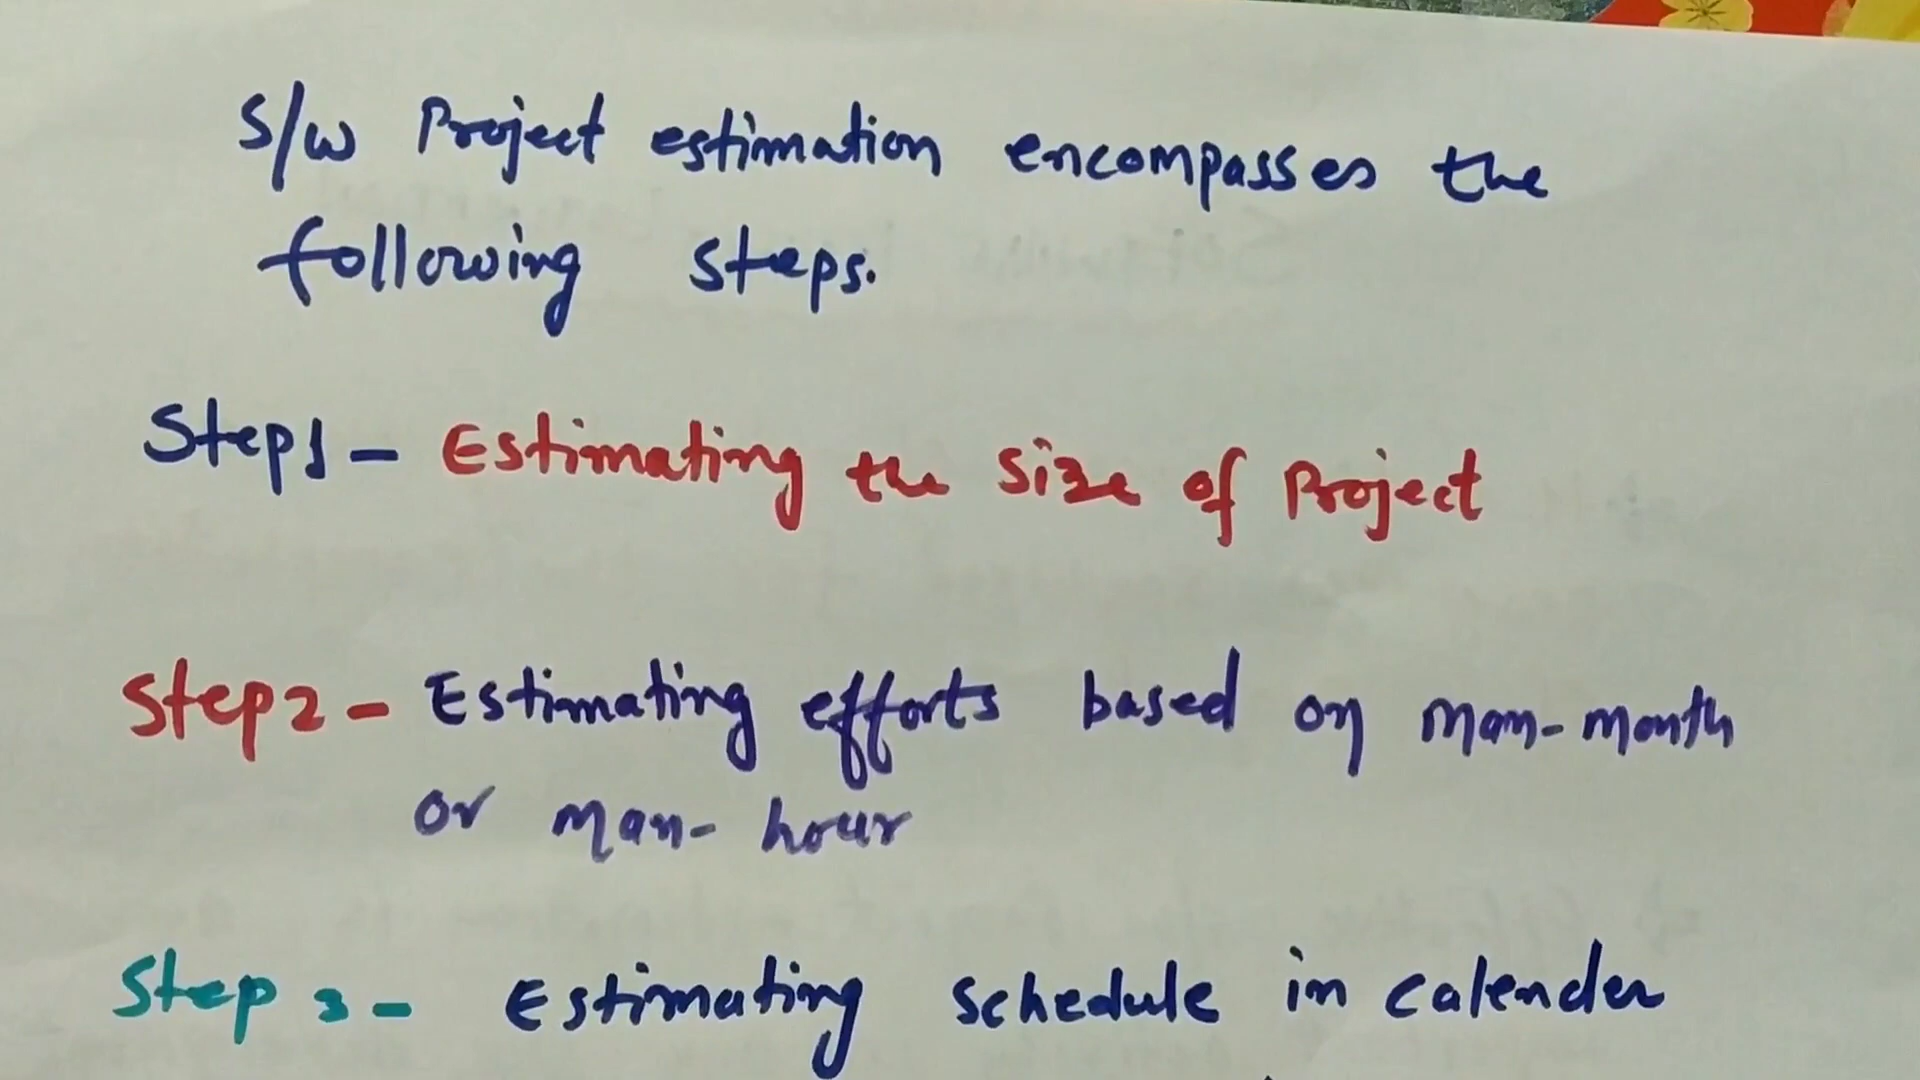 S/W Project estimation encompasses the
following steps.
Step1 - Estimating the size of Project
Step2 - Estimating efforts based on man-month
or man-hour
Step 3 - Estimating schedule in calender